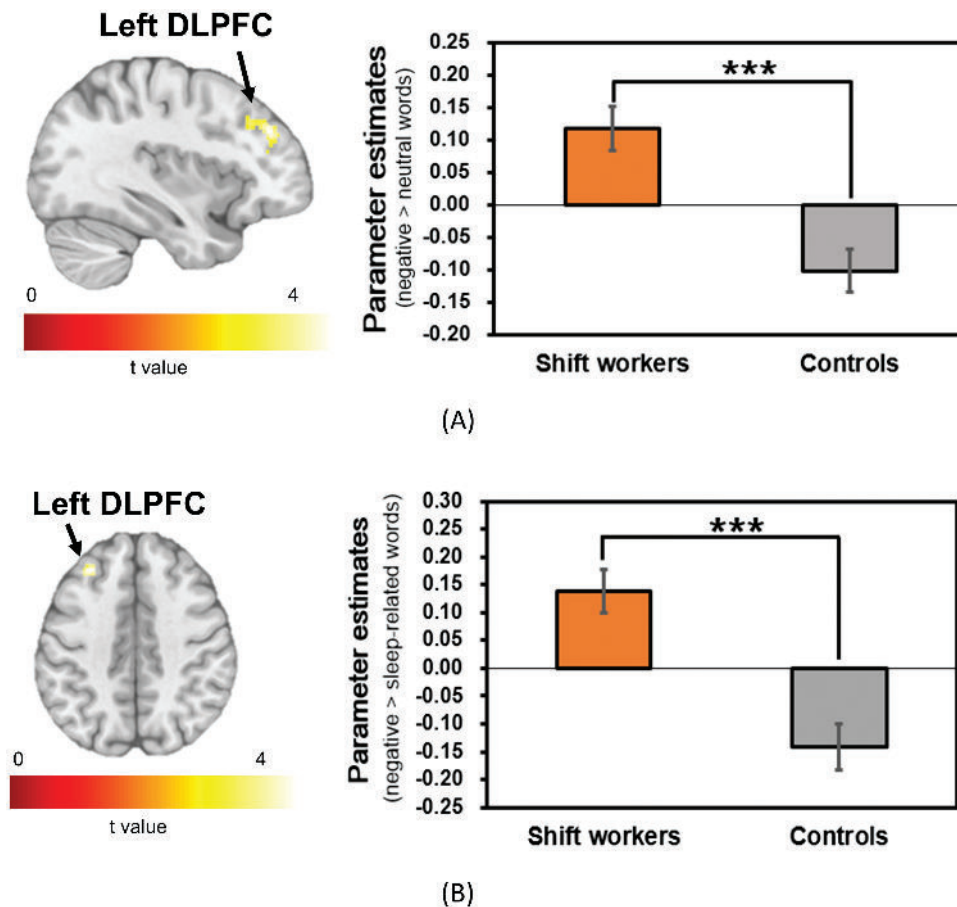 Left DLPFC
0 4
t value
Parameter estimates
(negative > neutral words)
0.25
0.20
0.15
0.10
0.05
0.00
-0.05
-0.10
-0.15
-0.20
***
Shift workers Controls
(A)
Left DLPFC
0 4
t value
Parameter estimates
(negative > sleep-related words)
0.30
0.25
0.20
0.15
0.10
0.05
0.00
-0.05
-0.10
-0.15
-0.20
-0.25
***
Shift workers Controls
(B)